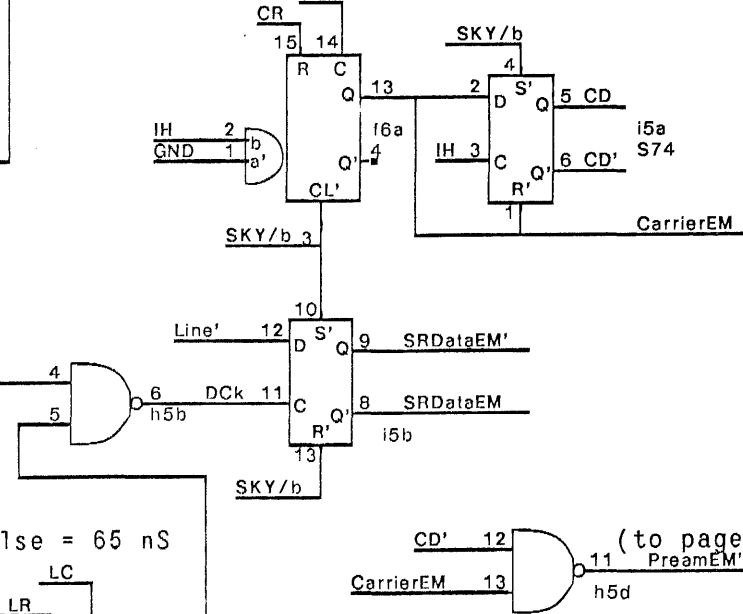 CR
15 14
R C
Q 13
f6a
IH 2 b
GND 1 a'
Q' 4
CL'
SKY/b 3
SKY/b
4
S'
2 D Q 5 CD
i5a
S74
IH 3 C Q' 6 CD'
R'
1
CarrierEM
10
S'
Line' 12 D Q 9 SRDataEM'
4
6 DCk 11 C Q' 8 SRDataEM
5
h5b
R' i5b
13
SKY/b
lse = 65 nS
LC
LR
(to page
CD' 12
11 PreamEM'
CarrierEM 13
h5d